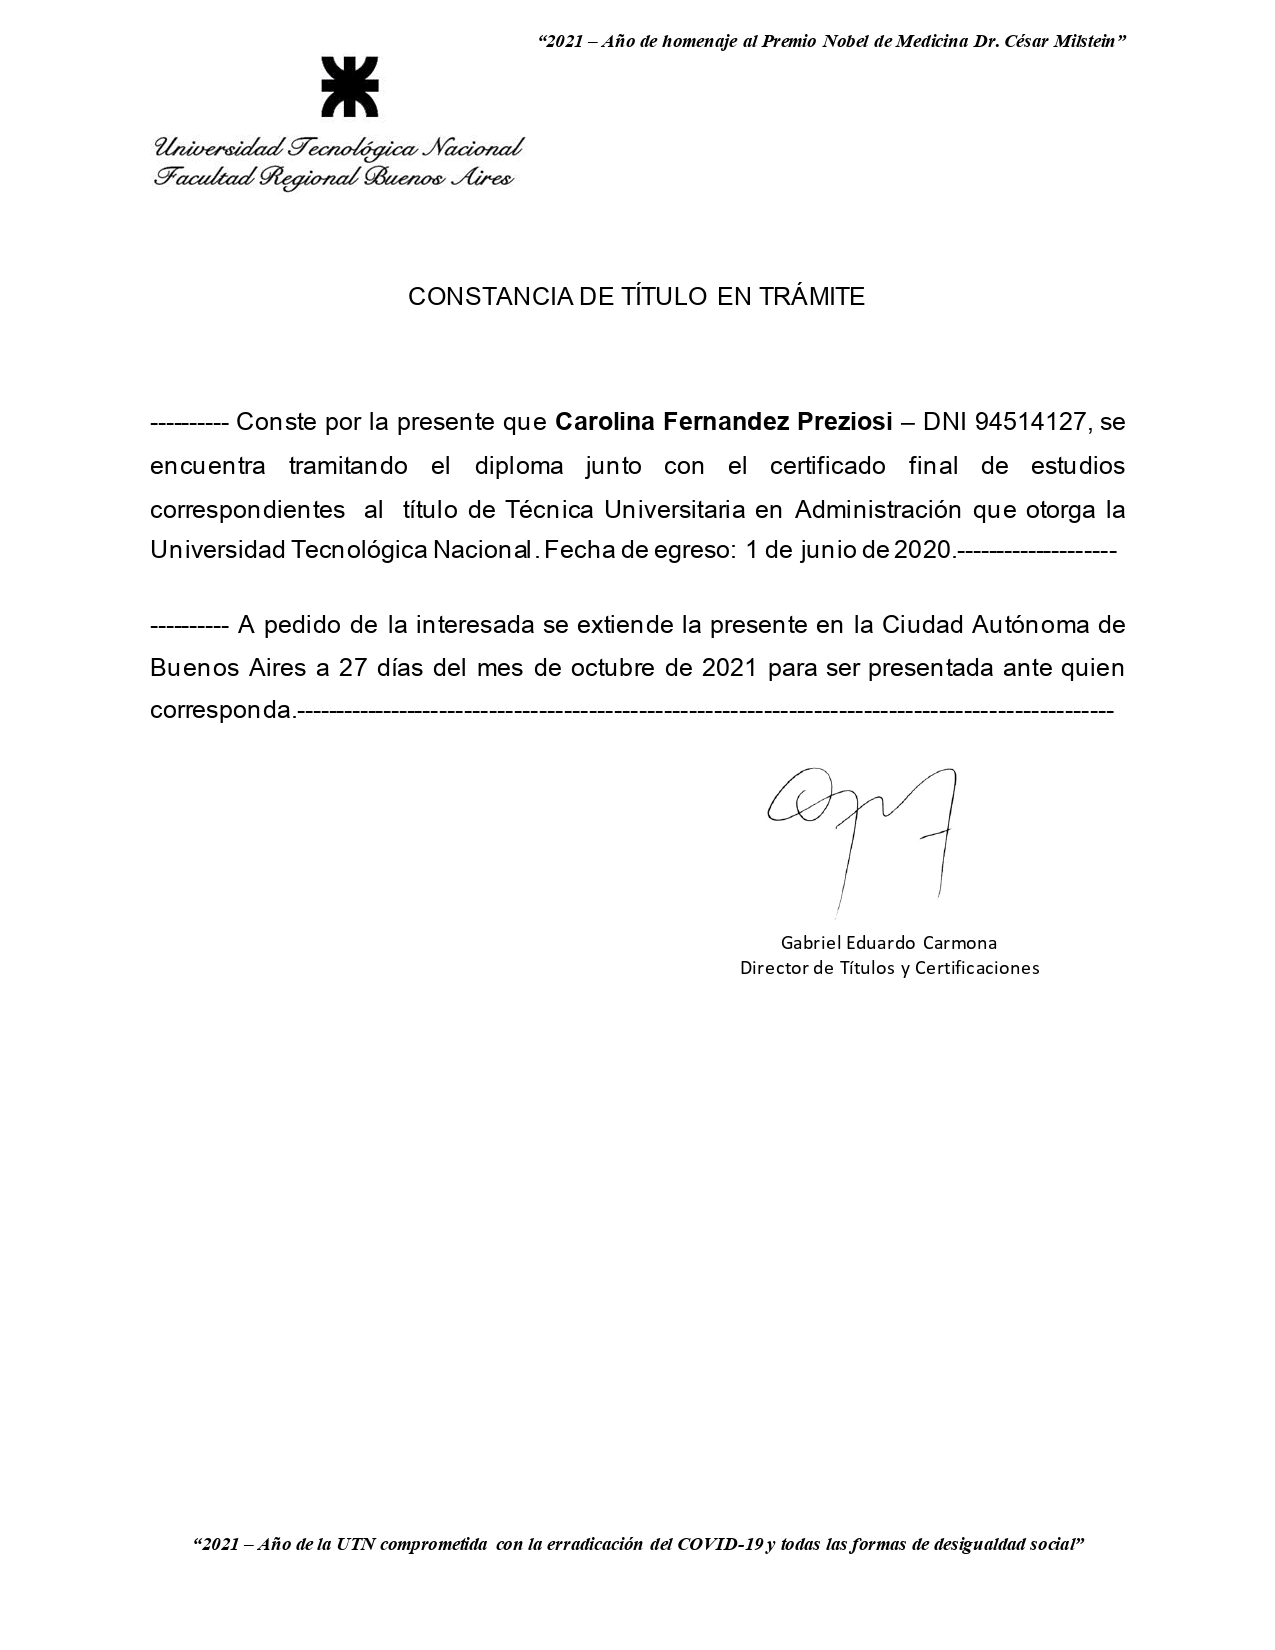 “2021 – Año de homenaje al Premio Nobel de Medicina Dr. César Milstein”
Universidad Tecnológica Nacional
Facultad Regional Buenos Aires
CONSTANCIA DE TÍTULO EN TRÁMITE
---------- Conste por la presente que Carolina Fernandez Preziosi – DNI 94514127, se
encuentra tramitando el diploma junto con el certificado final de estudios
correspondientes al título de Técnica Universitaria en Administración que otorga la
Universidad Tecnológica Nacional. Fecha de egreso: 1 de junio de 2020.--------------------
---------- A pedido de la interesada se extiende la presente en la Ciudad Autónoma de
Buenos Aires a 27 días del mes de octubre de 2021 para ser presentada ante quien
corresponda.--------------------------------------------------------------------------------------------------------
Gabriel Eduardo Carmona
Director de Títulos y Certificaciones
“2021 – Año de la UTN comprometida con la erradicación del COVID-19 y todas las formas de desigualdad social”